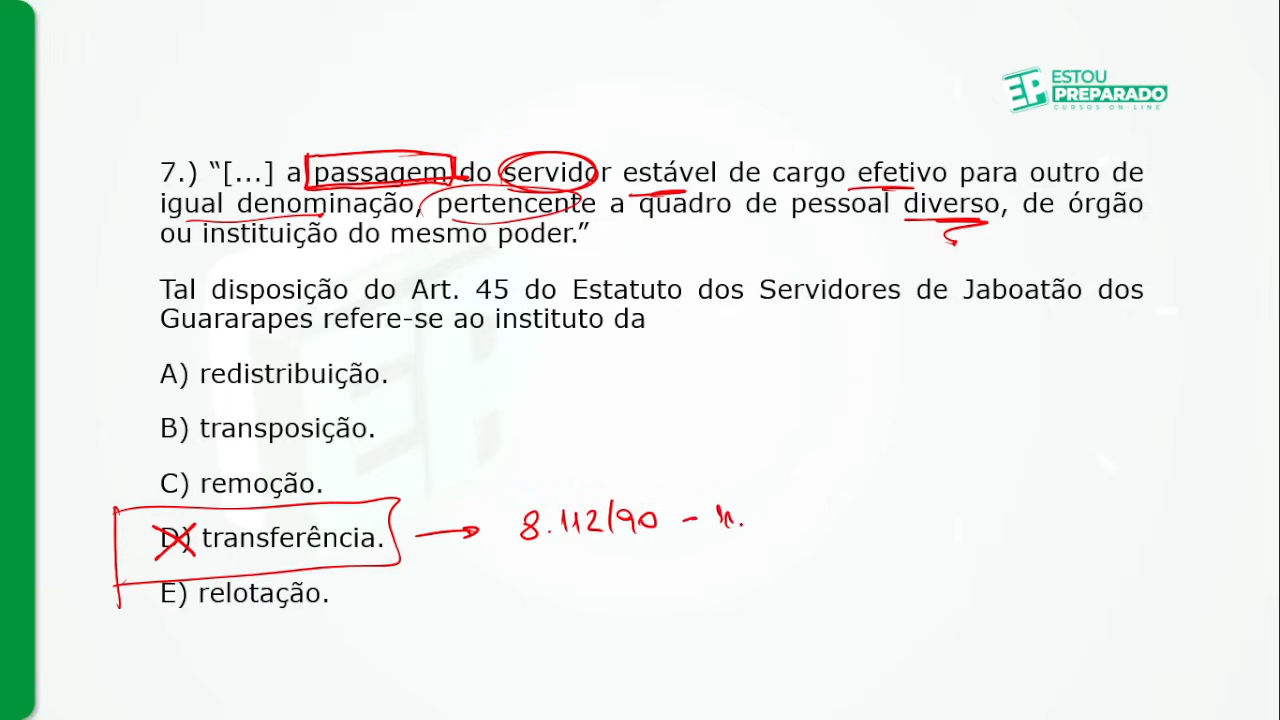 ESTOU
PREPARADO
CURSOS ON-LINE
7.) “[...] a passagem do servidor estável de cargo efetivo para outro de
igual denominação, pertencente a quadro de pessoal diverso, de órgão
ou instituição do mesmo poder.”
Tal disposição do Art. 45 do Estatuto dos Servidores de Jaboatão dos
Guararapes refere-se ao instituto da
A) redistribuição.
B) transposição.
C) remoção.
D) transferência.
8.112/90 -
E) relotação.